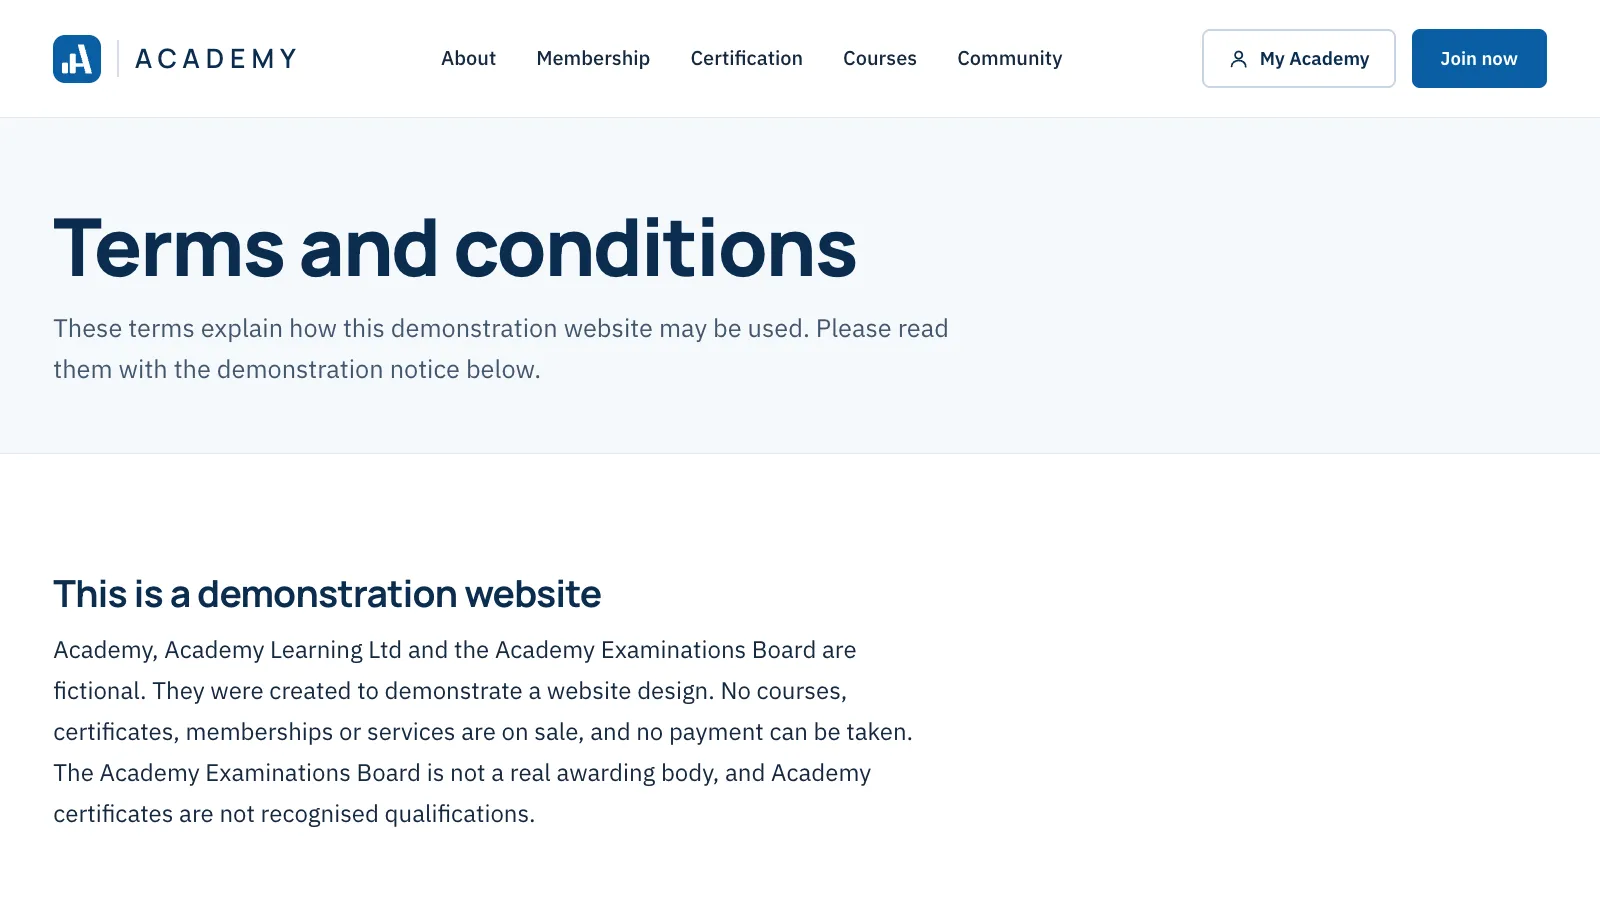 ACADEMY
About
Membership
Certification
Courses
Community
My Academy
Join now
Terms and conditions
These terms explain how this demonstration website may be used. Please read
them with the demonstration notice below.
This is a demonstration website
Academy, Academy Learning Ltd and the Academy Examinations Board are
fictional. They were created to demonstrate a website design. No courses,
certificates, memberships or services are on sale, and no payment can be taken.
The Academy Examinations Board is not a real awarding body, and Academy
certificates are not recognised qualifications.